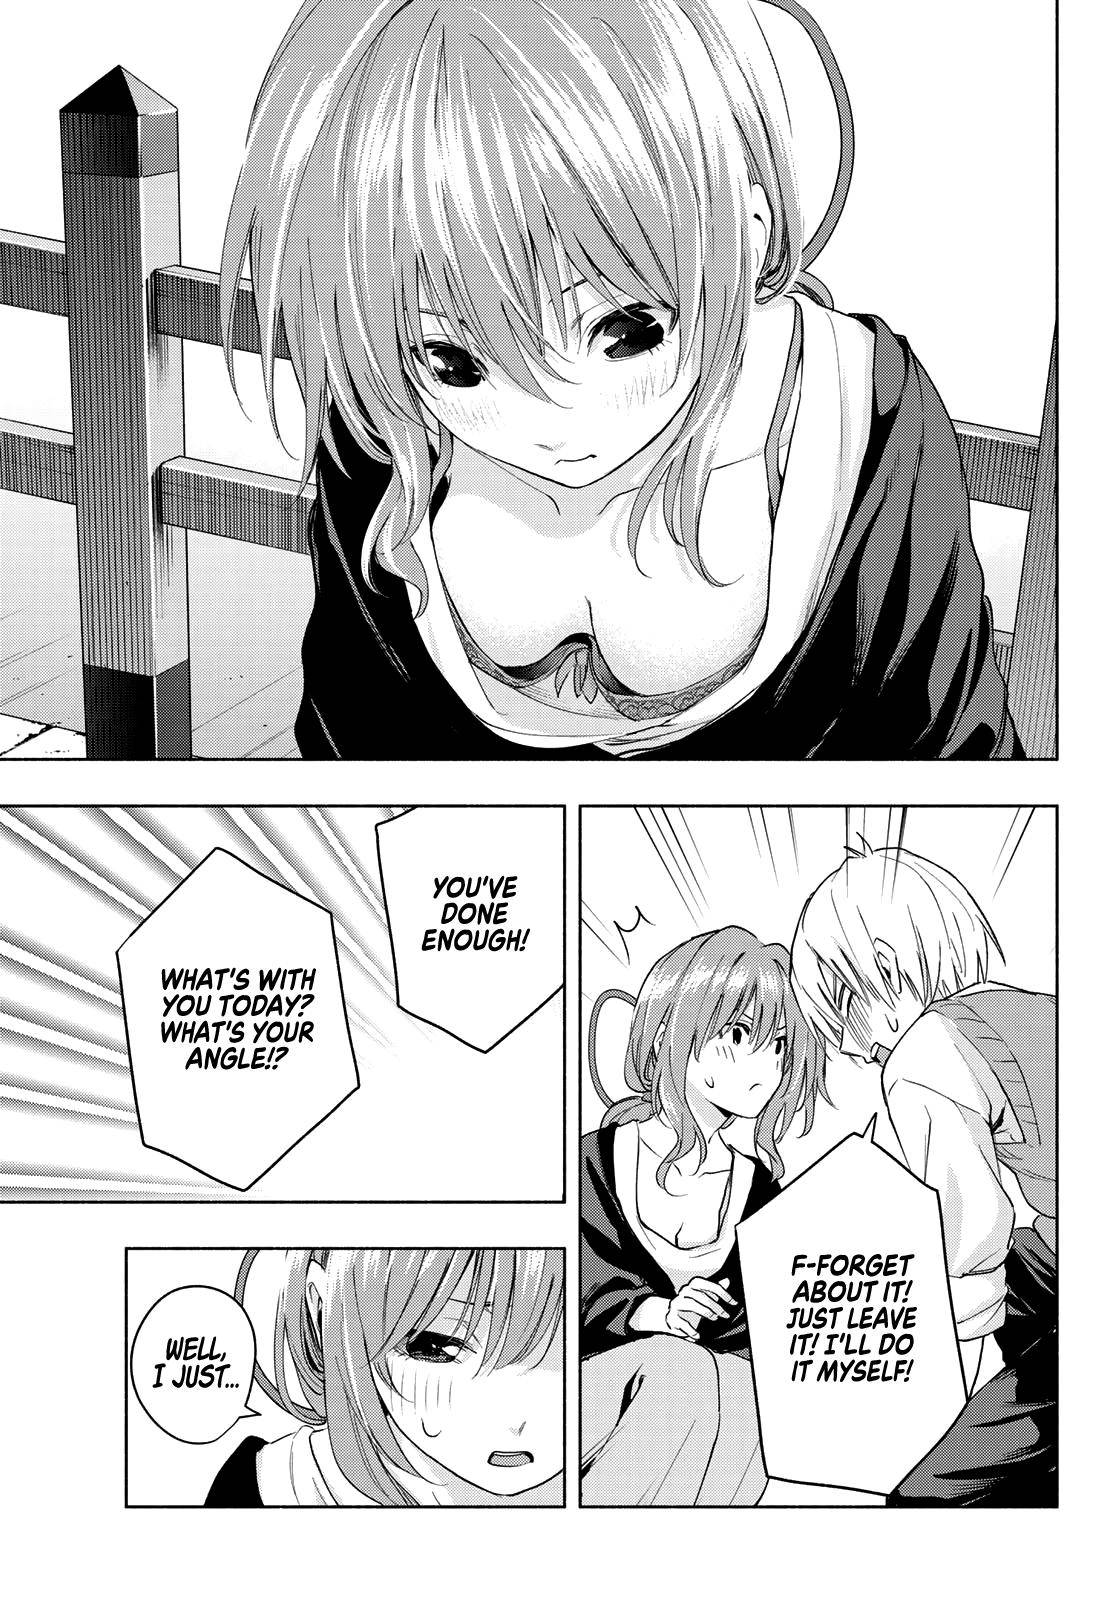 F-FORGET
ABOUT IT!
JUST LEAVE
IT! I'LL DO
IT MYSELF!
YOU'VE
DONE
ENOUGH!
WHAT'S WITH
YOU TODAY?
WHAT'S YOUR
ANGLE!?
WELL,
I JUST...